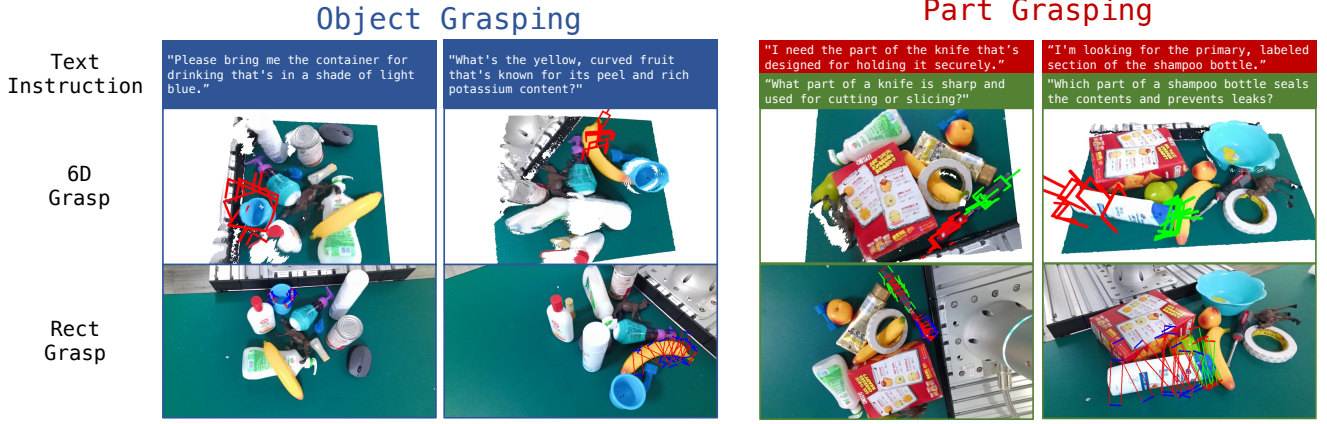 Object Grasping
Part Grasping
Text
Instruction
"Please bring me the container for
drinking that's in a shade of light
blue.”
"What's the yellow, curved fruit
that's known for its peel and rich
potassium content?"
"I need the part of the knife that’s
designed for holding it securely.”
“What part of a knife is sharp and
used for cutting or slicing?"
“I'm looking for the primary, labeled
section of the shampoo bottle.”
"Which part of a shampoo bottle seals
the contents and prevents leaks?
6D
Grasp
Rect
Grasp